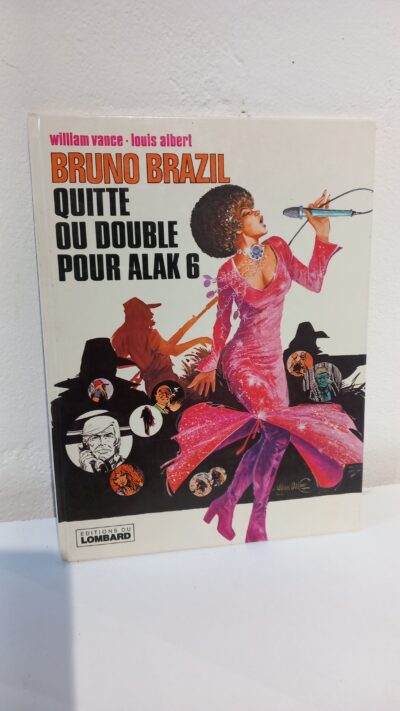 william vance • louis albert
BRUNO BRAZIL
QUITTE
OU DOUBLE
POUR ALAK 6
EDITIONS DU
LOMBARD